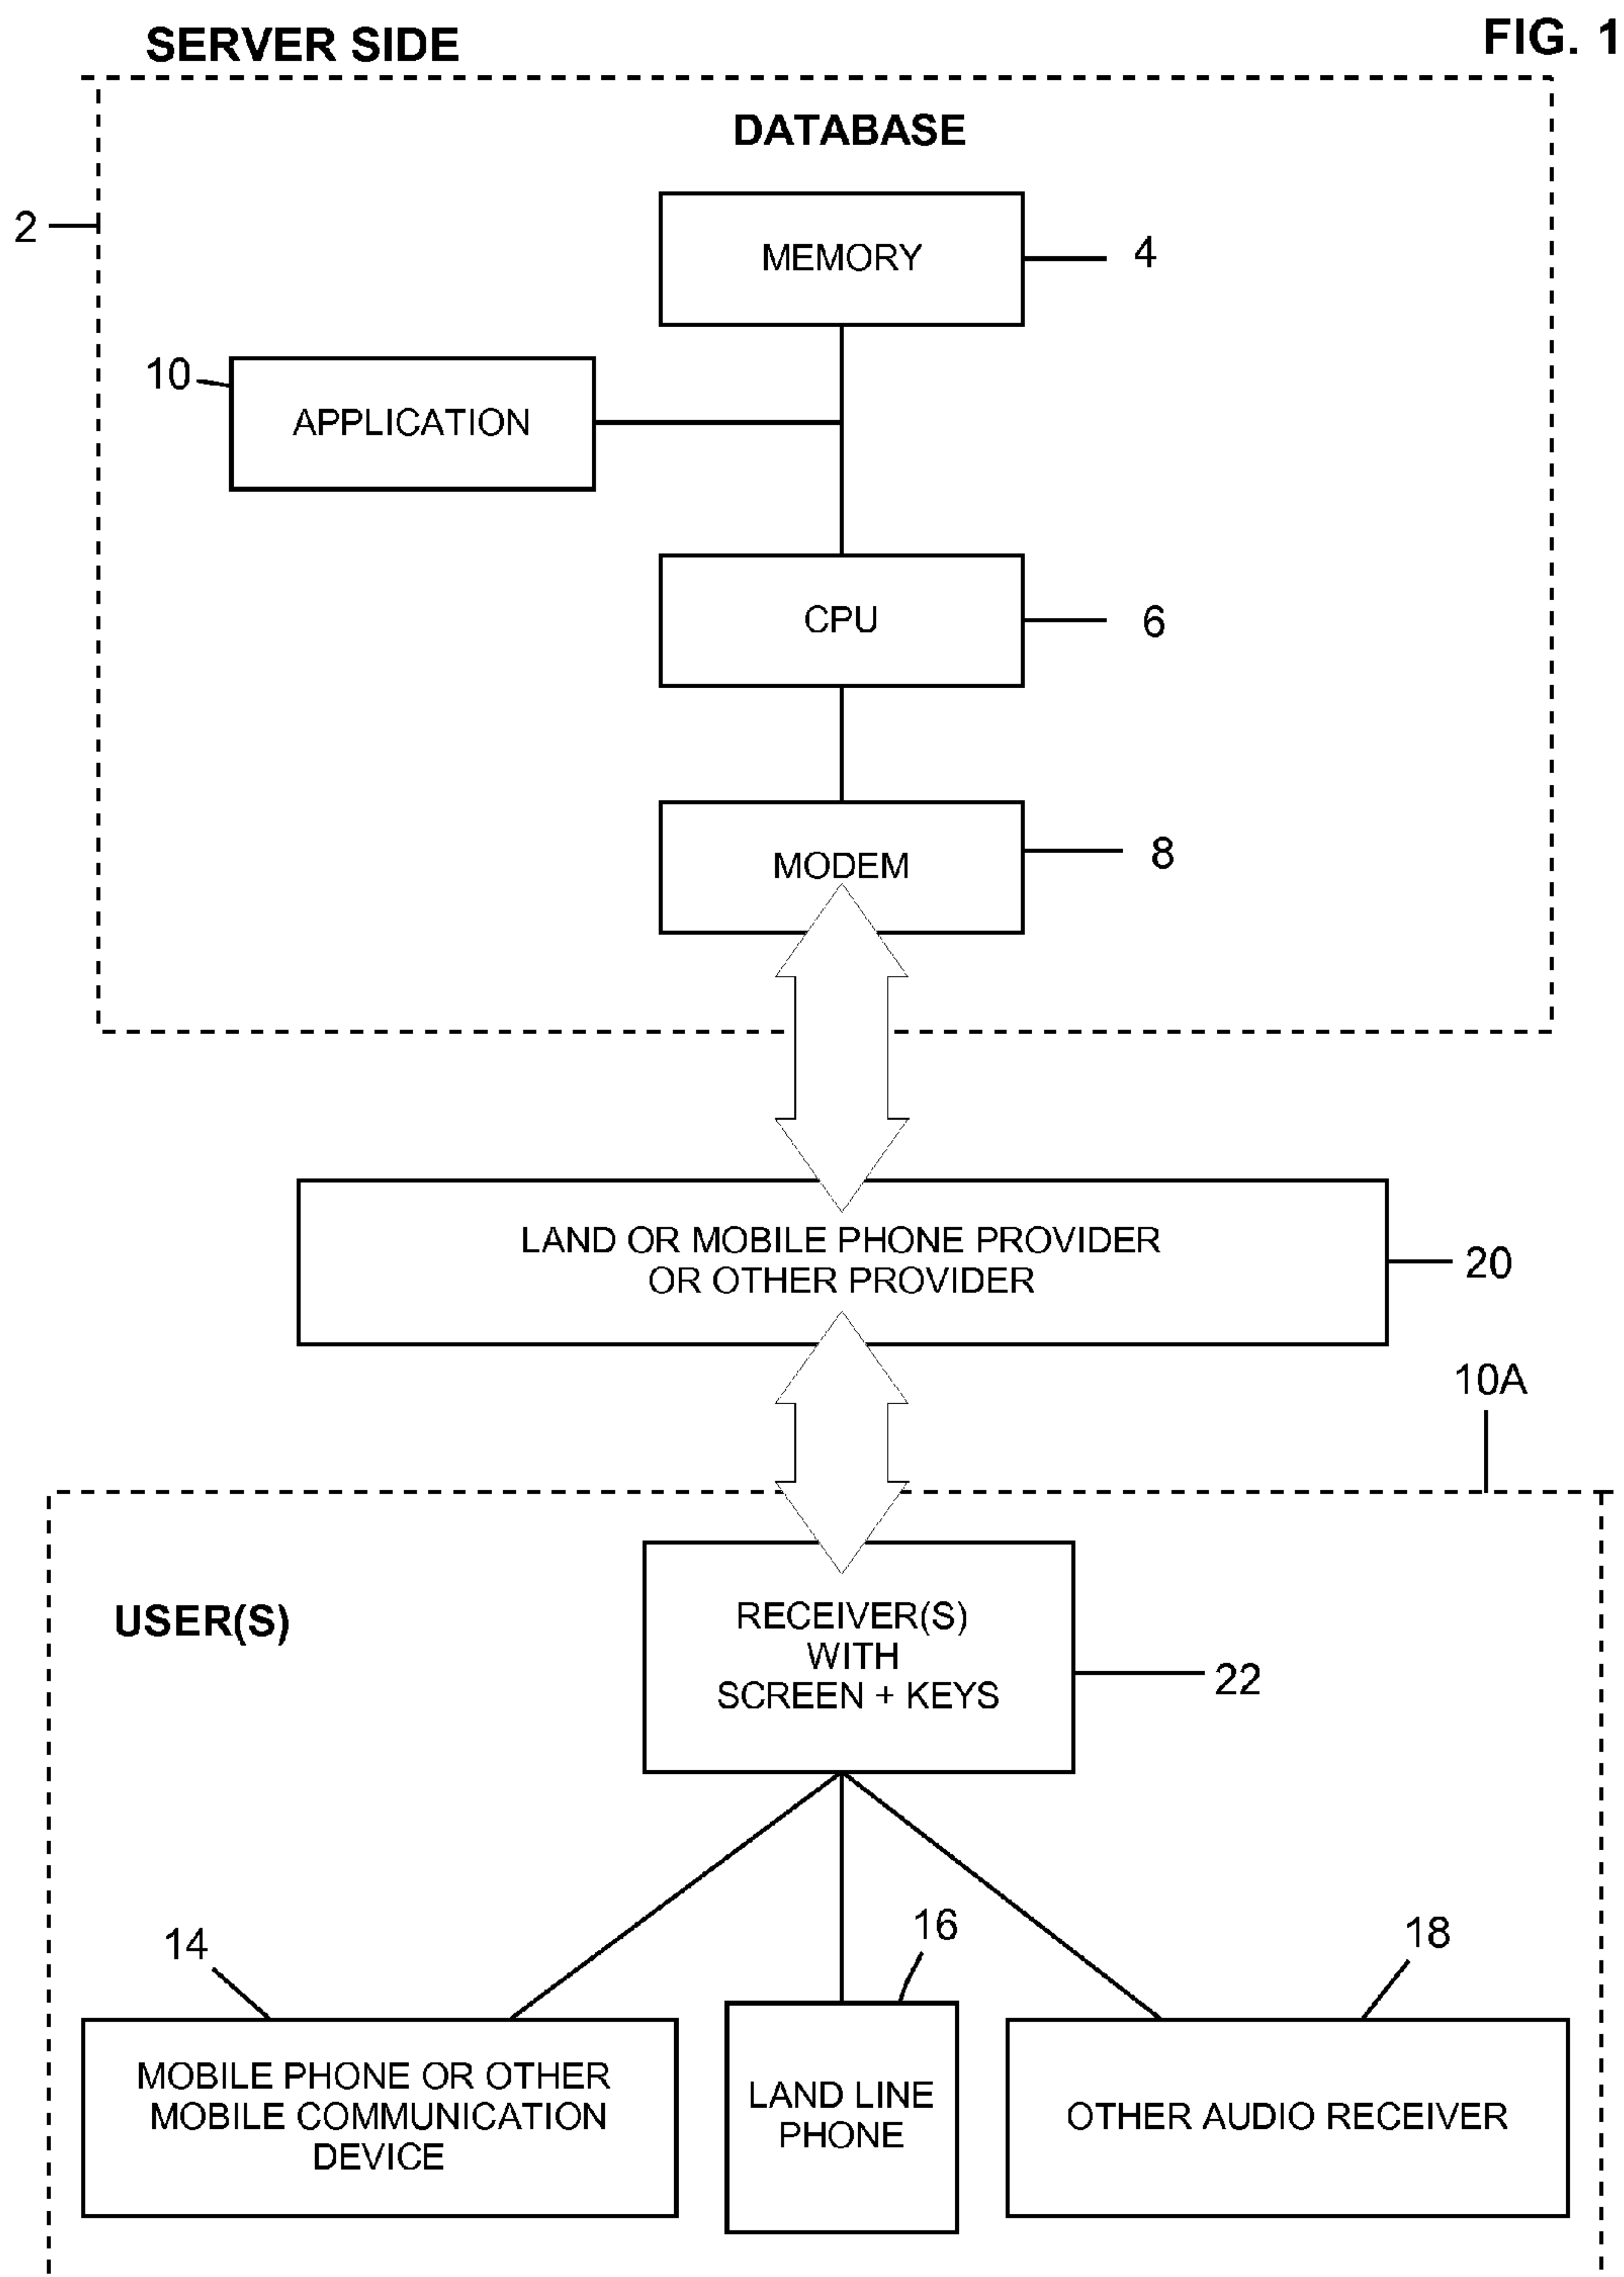 SERVER SIDE
FIG. 1
DATABASE
2
MEMORY
4
10
APPLICATION
CPU
6
MODEM
8
LAND OR MOBILE PHONE PROVIDER
OR OTHER PROVIDER
20
10A
USER(S)
RECEIVER(S)
WITH
SCREEN + KEYS
22
14
16
18
MOBILE PHONE OR OTHER
MOBILE COMMUNICATION
DEVICE
LAND LINE
PHONE
OTHER AUDIO RECEIVER